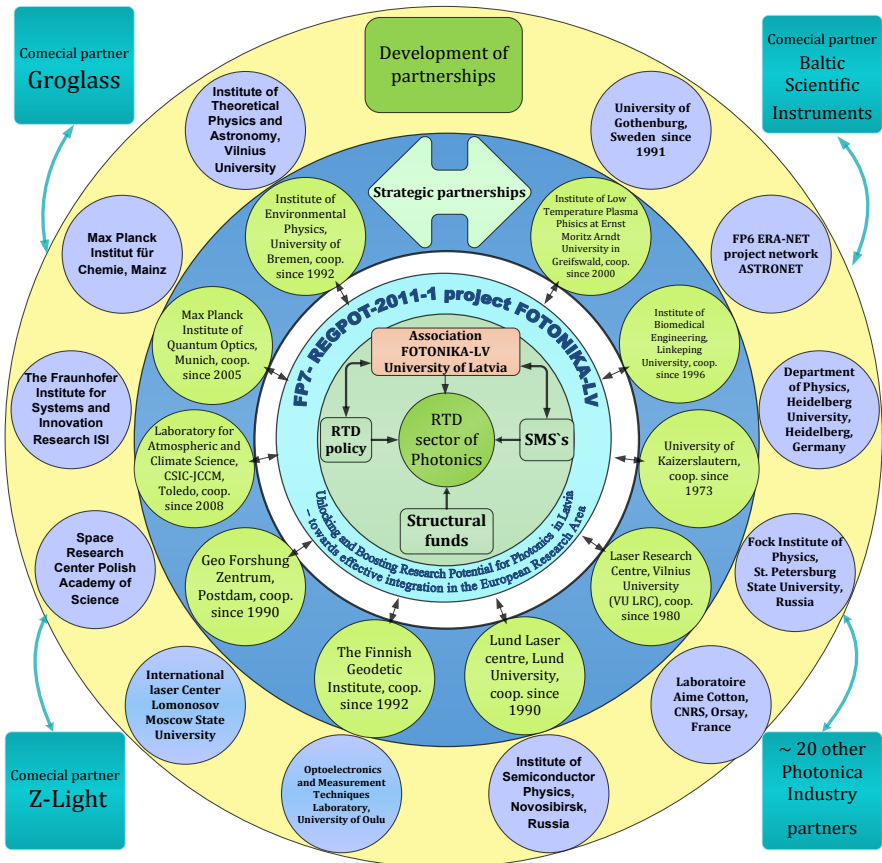 Comecial partner
Groglass
Development of
partnerships
Comecial partner
Baltic
Scientific
Instruments
Institute of
Theoretical
Physics and
Astronomy,
Vilnius
University
University of
Gothenburg,
Sweden since
1991
Max Planck
Institut für
Chemie, Mainz
FP6 ERA-NET
project network
ASTRONET
The Fraunhofer
Institute for
Systems and
Innovation
Research ISI
Department
of Physics,
Heidelberg
University,
Heidelberg,
Germany
Space
Research
Center Polish
Academy of
Science
Fock Institute of
Physics,
St. Petersburg
State University,
Russia
International
laser Center
Lomonosov
Moscow State
University
Laboratoire
Aime Cotton,
CNRS, Orsay,
France
Optoelectronics
and Measurement
Techniques
Laboratory,
University of Oulu
Institute of
Semiconductor
Physics,
Novosibirsk,
Russia
Strategic partnerships
Institute of
Environmental
Physics,
University of
Bremen, coop.
since 1992
Institute of Low
Temperature Plasma
Phisics at Ernst
Moritz Arndt
University in
Greifswald, coop.
since 2000
Max Planck
Institute of
Quantum Optics,
Munich, coop.
since 2005
Institute of
Biomedical
Engineering,
Linkeping
University, coop.
since 1996
Laboratory for
Atmospheric and
Climate Science,
CSIC-JCCM,
Toledo, coop.
since 2008
University of
Kaizerslautern,
coop. since
1973
Geo Forshung
Zentrum,
Postdam, coop.
since 1990
Laser Research
Centre, Vilnius
University
(VU LRC), coop.
since 1980
The Finnish
Geodetic
Institute, coop.
since 1992
Lund Laser
centre, Lund
University,
coop. since
1990
FP7- REGPOT-2011-1 project FOTONIKA-LV
Association
FOTONIKA-LV
University of Latvia
RTD
policy
RTD
sector of
Photonics
SMS`s
Structural
funds
Unlocking and Boosting Research Potential for Photonics in Latvia
– towards effective integration in the European Research Area
Comecial partner
Z-Light
~ 20 other
Photonica
Industry
partners